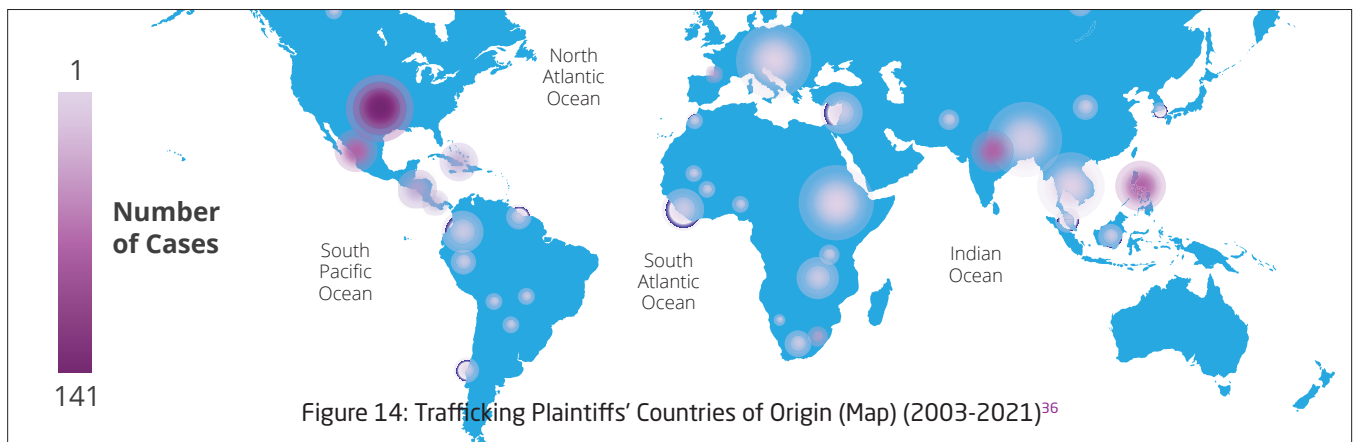 1
141
Number
of Cases
North
Atlantic
Ocean
South
Pacific
Ocean
South
Atlantic
Ocean
Indian
Ocean
Figure 14: Trafficking Plaintiffs' Countries of Origin (Map) (2003-2021)36